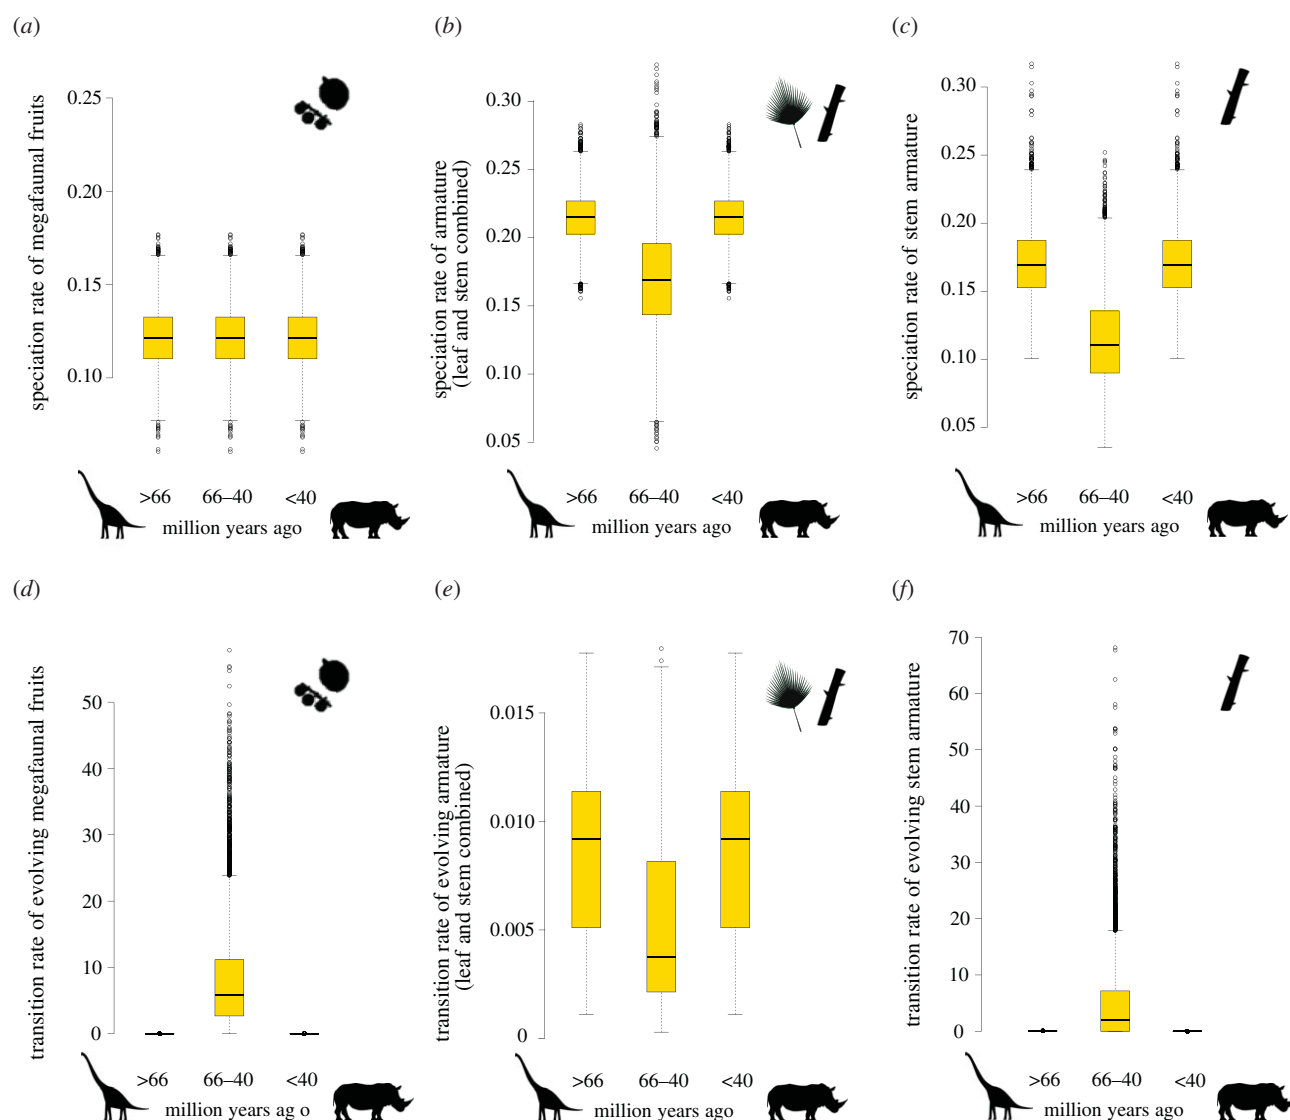 (a)
speciation rate of megafaunal fruits
0.25
0.20
0.15
0.10
>66 66–40 <40
million years ago
(b)
speciation rate of armature
(leaf and stem combined)
0.30
0.25
0.20
0.15
0.10
0.05
>66 66–40 <40
million years ago
(c)
speciation rate of stem armature
0.30
0.25
0.20
0.15
0.10
0.05
>66 66–40 <40
million years ago
(d)
transition rate of evolving megafaunal fruits
50
40
30
20
10
0
>66 66–40 <40
million years ag o
(e)
transition rate of evolving armature
(leaf and stem combined)
0.015
0.010
0.005
0
>66 66–40 <40
million years ago
(f)
transition rate of evolving stem armature
70
60
50
40
30
20
10
0
>66 66–40 <40
million years ago